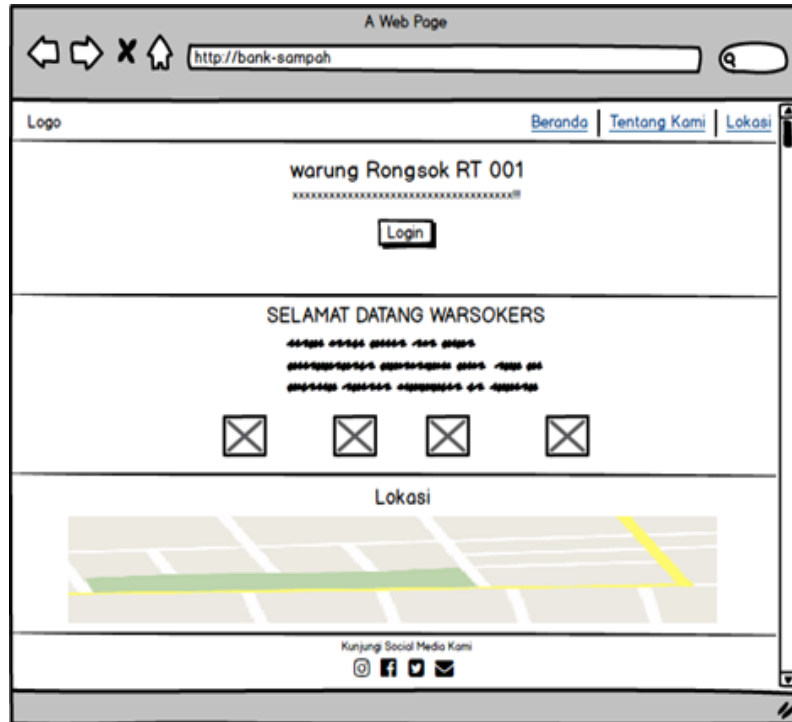 A Web Page
http://bank-sampah
Logo
Beranda | Tentang Kami | Lokasi
warung Rongsok RT 001
xxxxxxxxxxxxxxxxxxxxxxxxxxxxxxxxxxxx!!!
Login
SELAMAT DATANG WARSOKERS
Lokasi
Kunjungi Social Media Kami